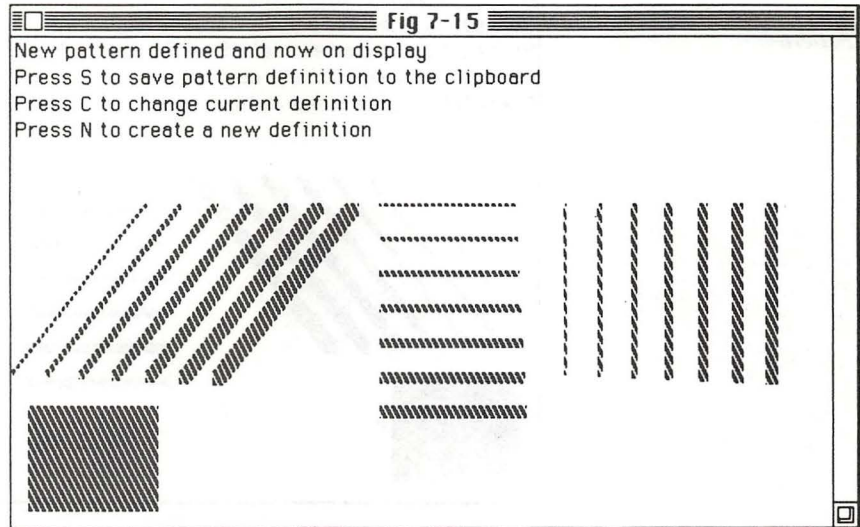 Fig 7-15
New pattern defined and now on display
Press S to save pattern definition to the clipboard
Press C to change current definition
Press N to create a new definition